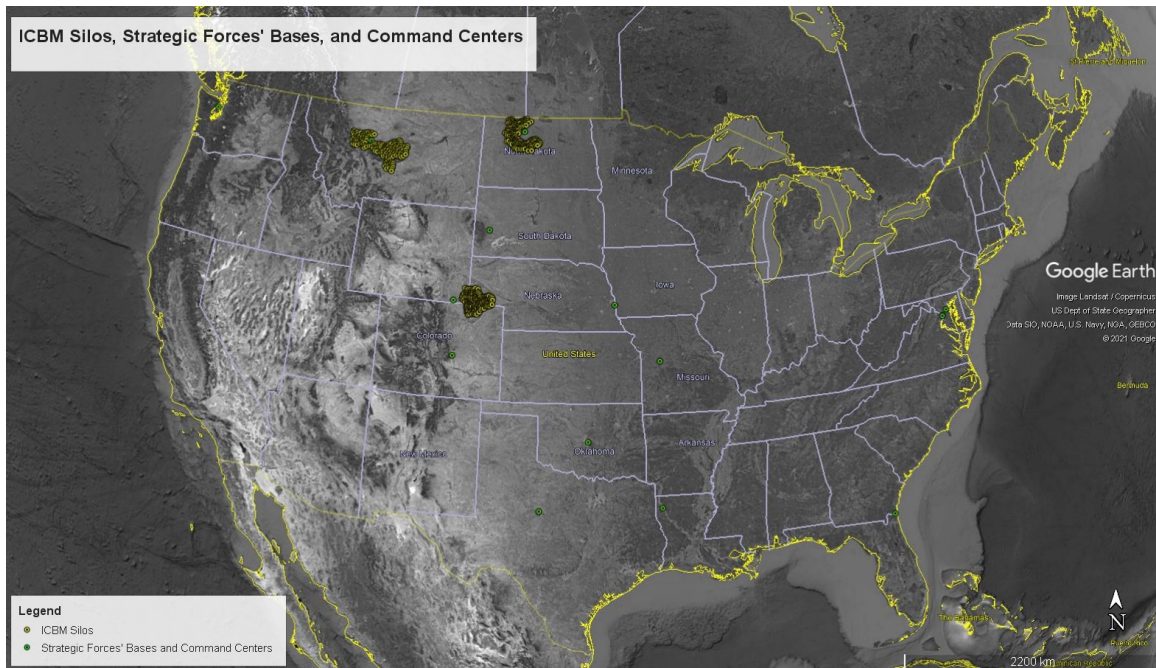 ICBM Silos, Strategic Forces' Bases, and Command Centers
North Dakota
Minnesota
South Dakota
Nebraska
Iowa
Colorado
United States
Missouri
New Mexico
Oklahoma
Arkansas
Google Earth
Image Landsat / Copernicus
US Dept of State Geographer
Data SIO, NOAA, U.S. Navy, NGA, GEBCO
© 2021 Google
Bermuda
The Bahamas
N
2200 km
Legend
ICBM Silos
Strategic Forces' Bases and Command Centers